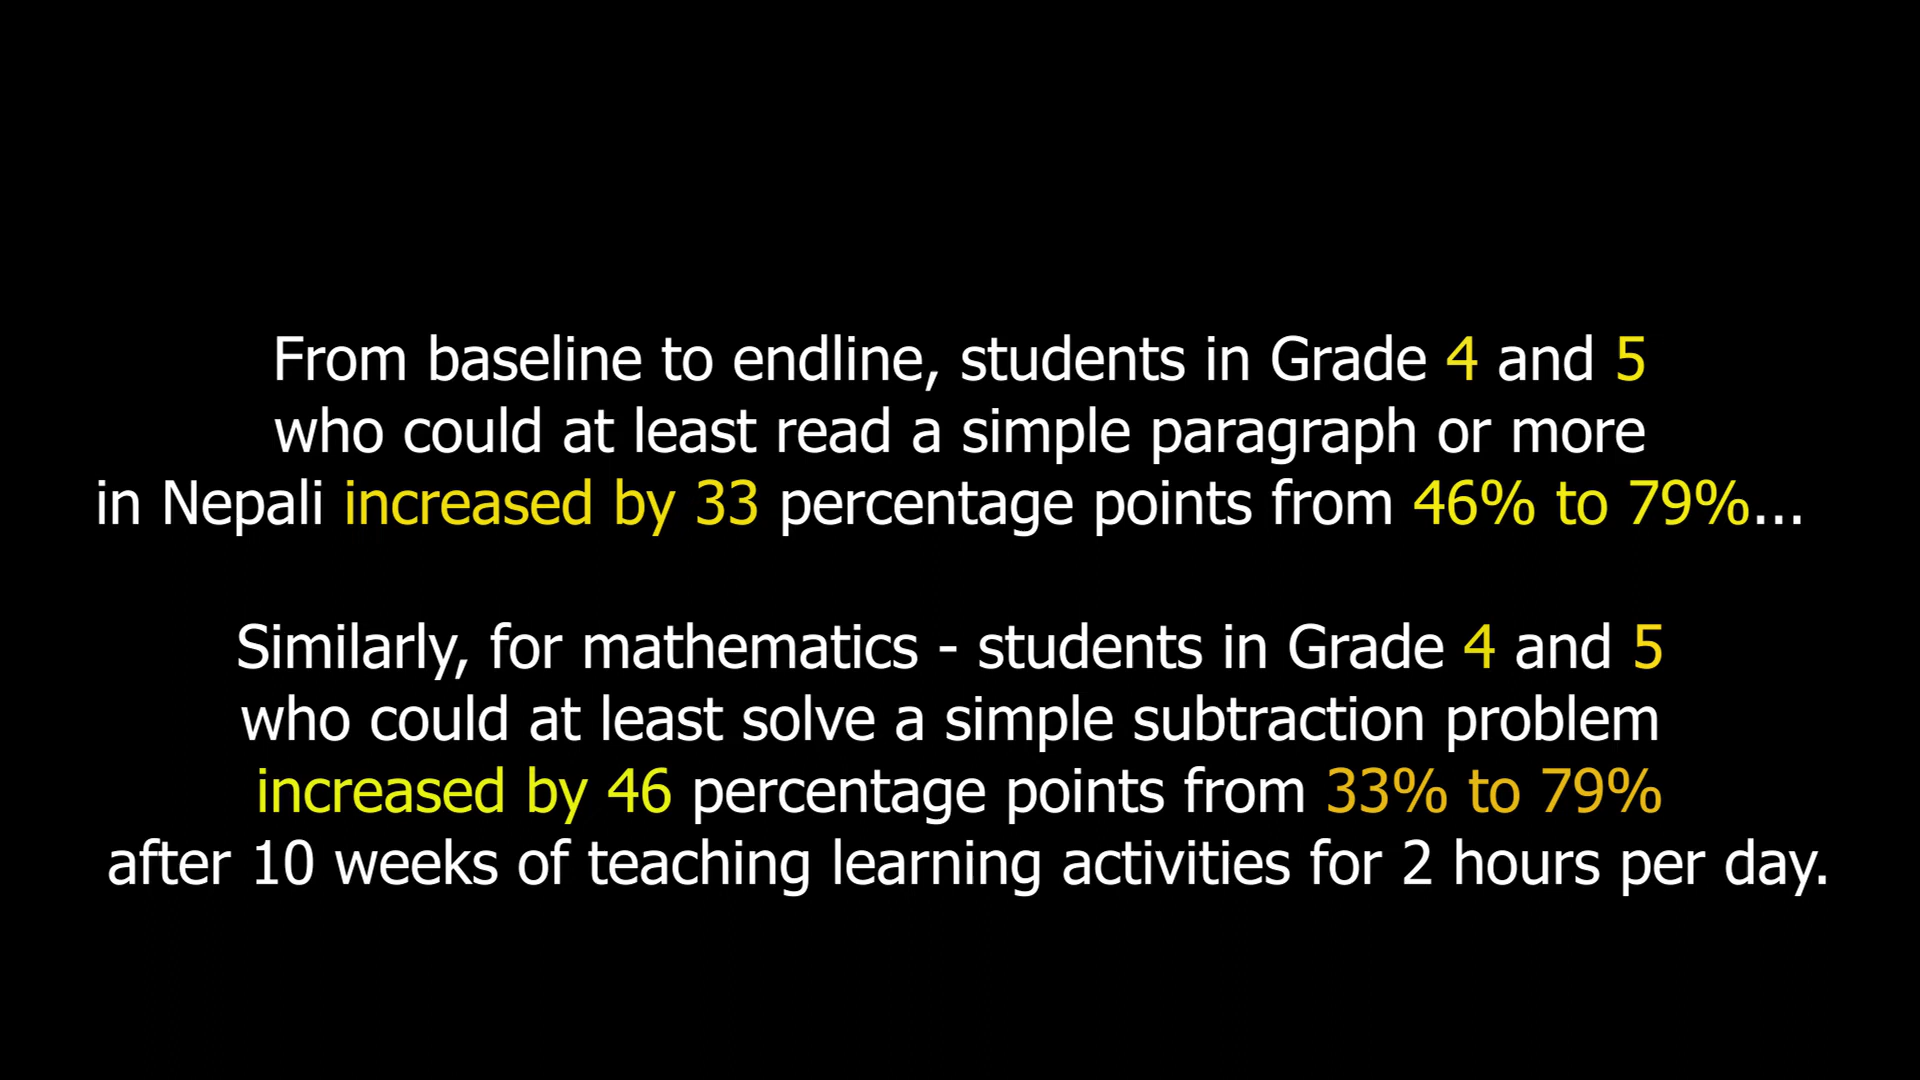 From baseline to endline, students in Grade 4 and 5
who could at least read a simple paragraph or more
in Nepali increased by 33 percentage points from 46% to 79%...
Similarly, for mathematics - students in Grade 4 and 5
who could at least solve a simple subtraction problem
increased by 46 percentage points from 33% to 79%
after 10 weeks of teaching learning activities for 2 hours per day.